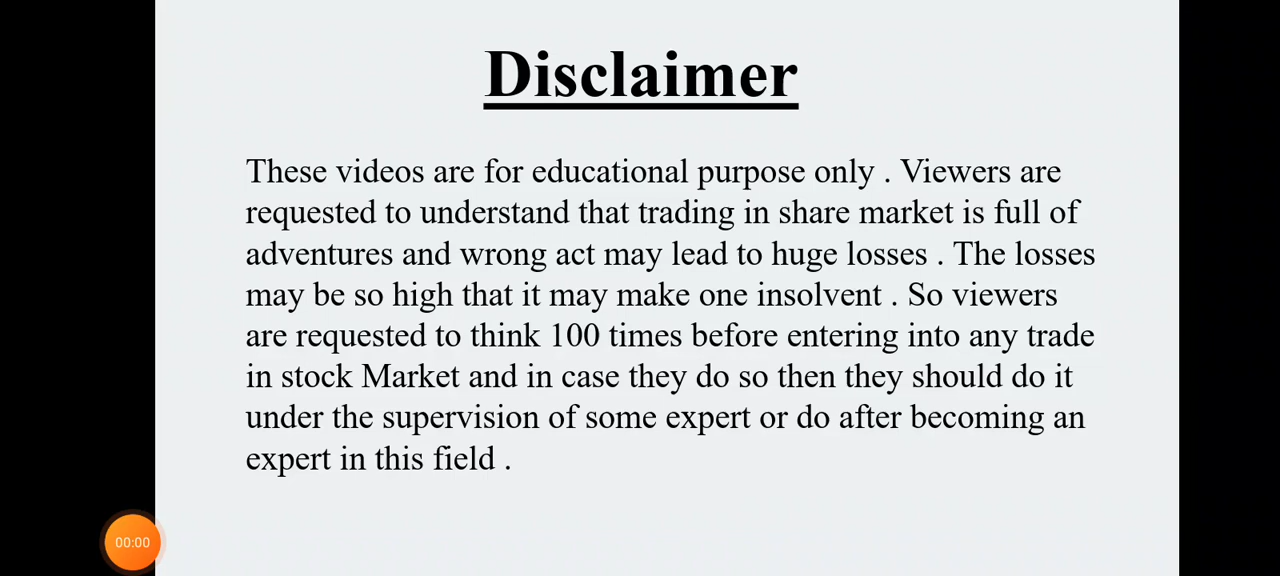 Disclaimer
These videos are for educational purpose only . Viewers are
requested to understand that trading in share market is full of
adventures and wrong act may lead to huge losses . The losses
may be so high that it may make one insolvent . So viewers
are requested to think 100 times before entering into any trade
in stock Market and in case they do so then they should do it
under the supervision of some expert or do after becoming an
expert in this field .
00:00